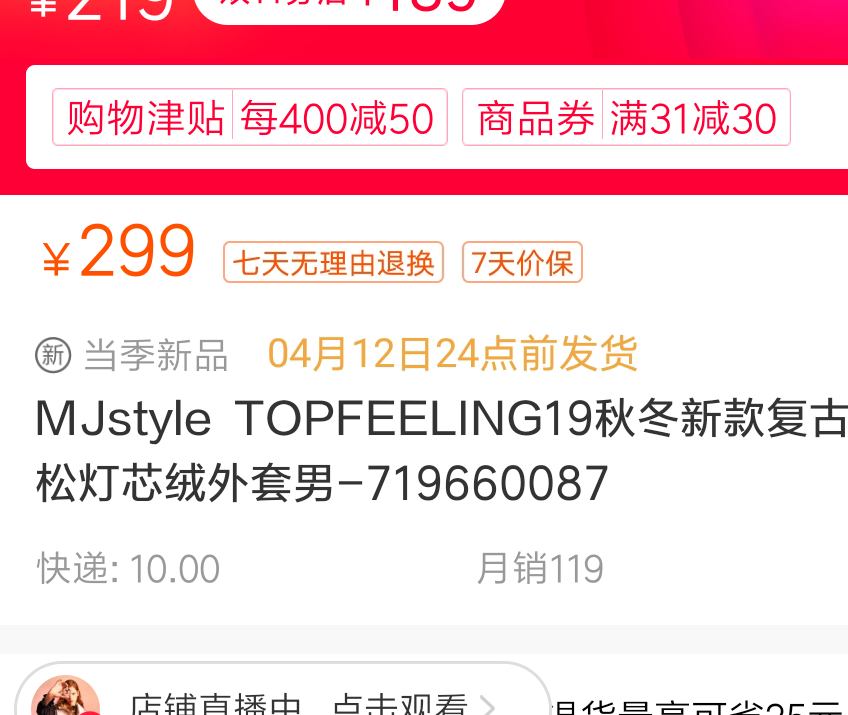 ¥219
购物津贴 每400减50 商品券 满31减30
¥299 七天无理由退换 7天价保
新 当季新品 04月12日24点前发货
MJstyle TOPFEELING19秋冬新款复古
松灯芯绒外套男-719660087
快递: 10.00 月销119
店铺直播中 点击观看